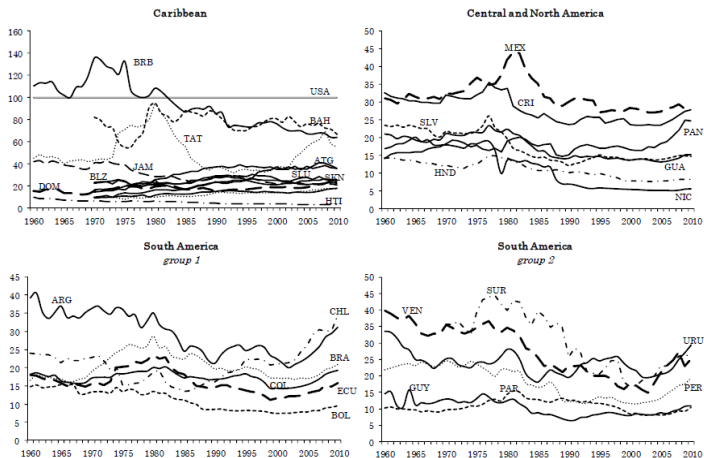 Caribbean
160
140
120
100
80
60
40
20
0
BRB
USA
BAH
TAT
ATG
JAM
SLU
BLZ
SKN
DOM
HTI
1960 1965 1970 1975 1980 1985 1990 1995 2000 2005 2010
Central and North America
50
45
40
35
30
25
20
15
10
5
0
MEX
CRI
SLV
PAN
GUA
HND
NIC
1960 1965 1970 1975 1980 1985 1990 1995 2000 2005 2010
South America
group 1
45
40
35
30
25
20
15
10
5
0
ARG
CHL
BRA
COL
ECU
BOL
1960 1965 1970 1975 1980 1985 1990 1995 2000 2005 2010
South America
group 2
50
45
40
35
30
25
20
15
10
5
0
SUR
VEN
URU
GUY
PAR
PER
1960 1965 1970 1975 1980 1985 1990 1995 2000 2005 2010